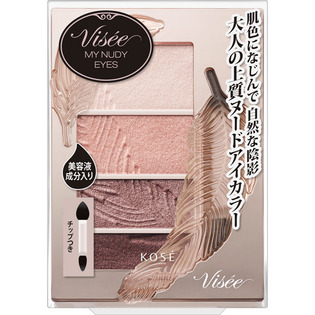 Visée
MY NUDY
EYES
肌色になじんで自然な陰影
大人の上質ヌードアイカラー
美容液
成分入り
チップつき
KOSÉ
Visée